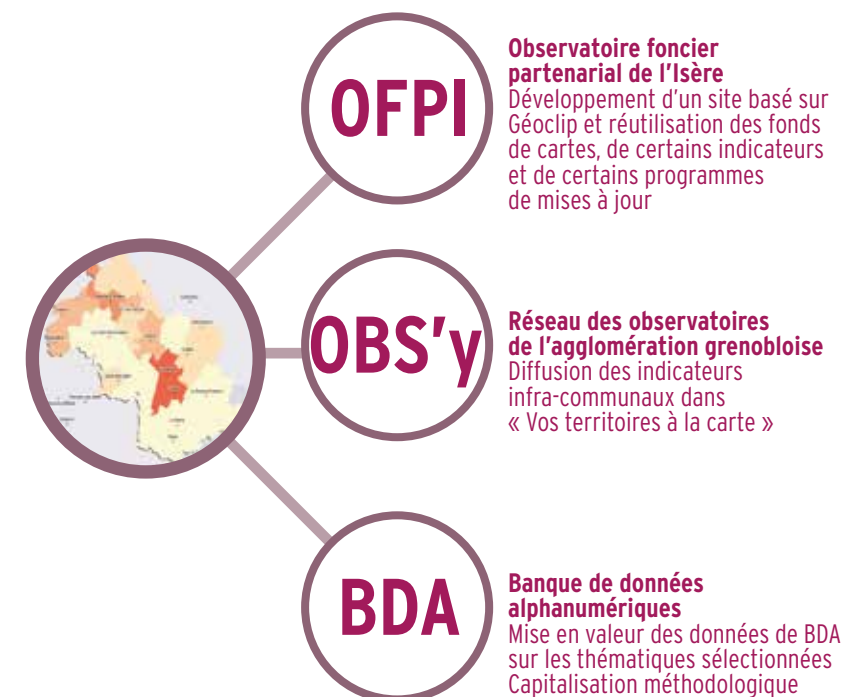 OFPI
Observatoire foncier
partenarial de l'Isère
Développement d'un site basé sur
Géoclip et réutilisation des fonds
de cartes, de certains indicateurs
et de certains programmes
de mises à jour
OBS'y
Réseau des observatoires
de l'agglomération grenobloise
Diffusion des indicateurs
infra-communaux dans
« Vos territoires à la carte »
BDA
Banque de données
alphanumériques
Mise en valeur des données de BDA
sur les thématiques sélectionnées
Capitalisation méthodologique